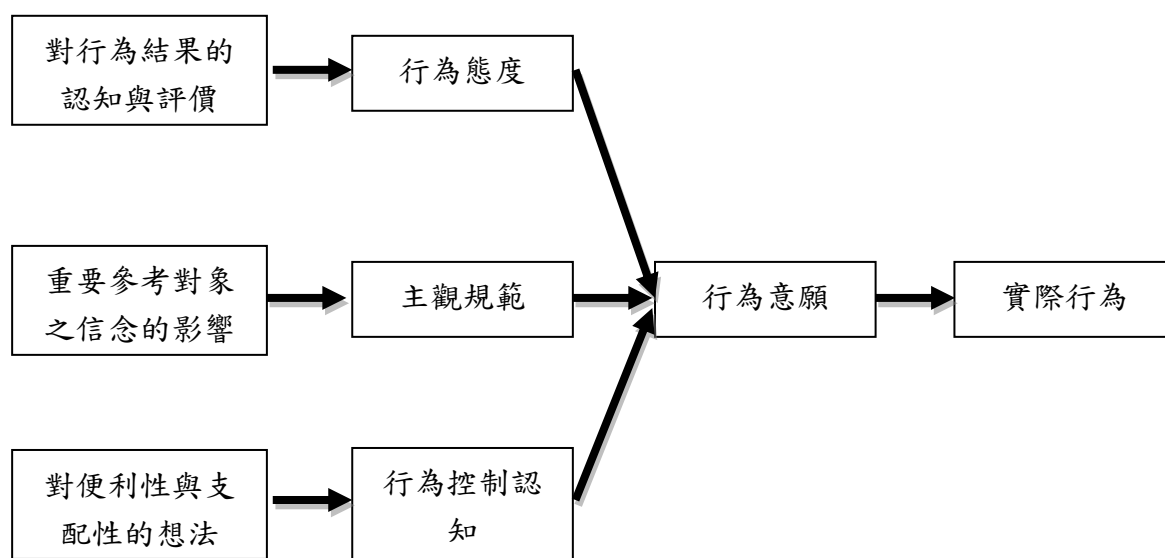 對行為結果的
認知與評價
行為態度
重要參考對象
之信念的影響
主觀規範
行為意願
實際行為
對便利性與支
配性的想法
行為控制認
知